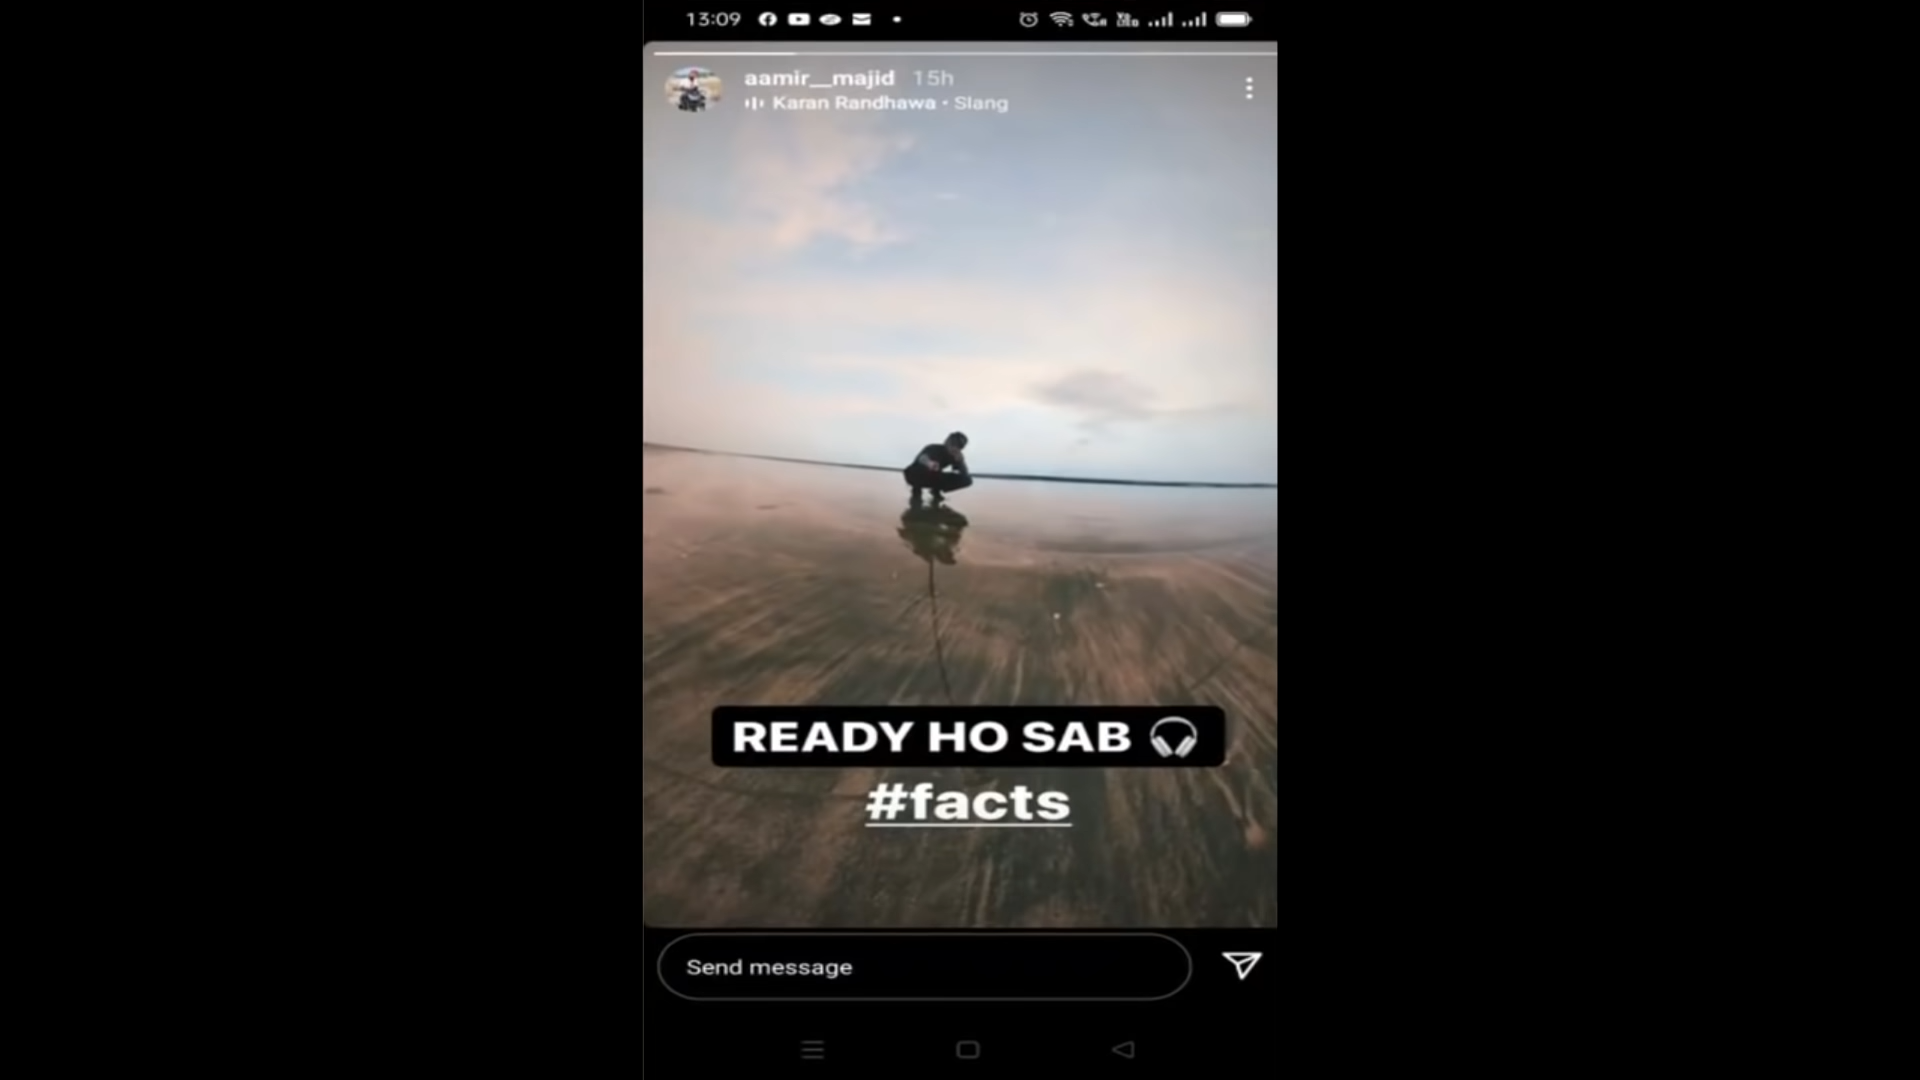 13:09
aamir__majid 15h
Karan Randhawa • Slang
READY HO SAB 🎧
#facts
Send message